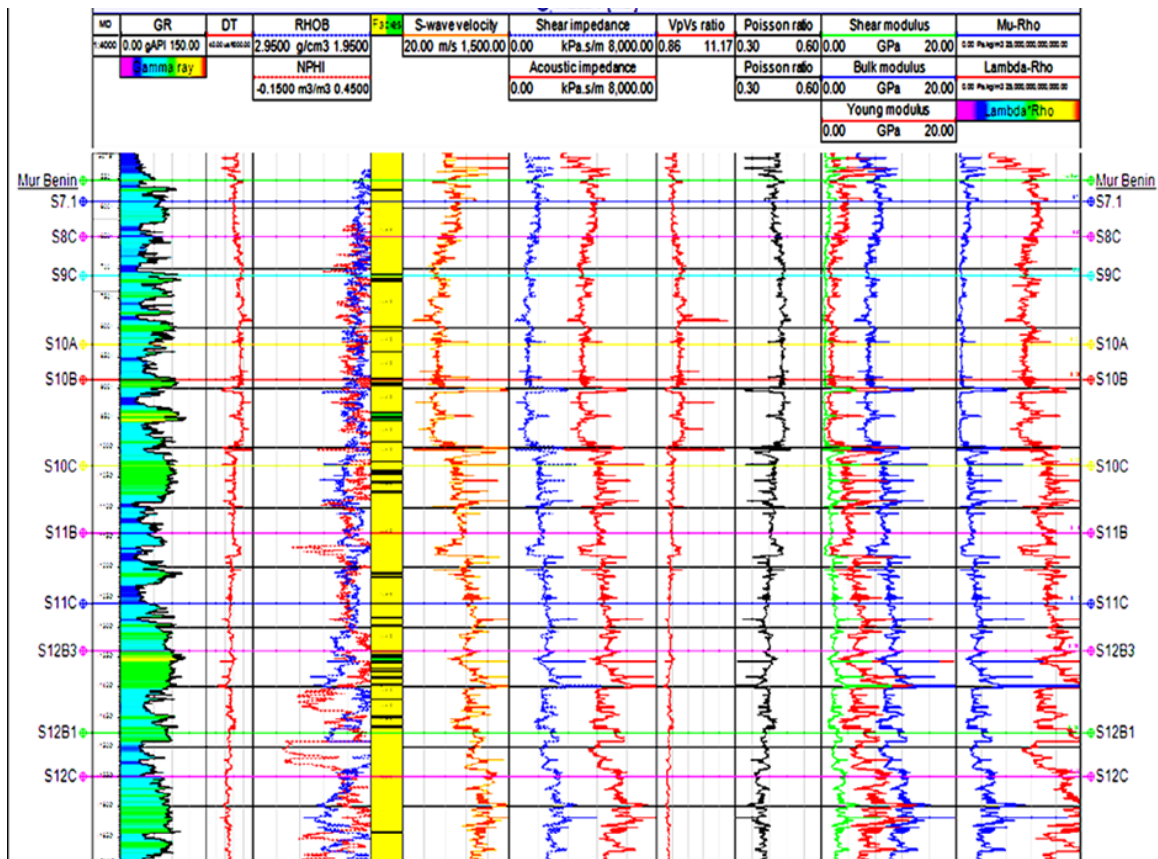 MD GR DT RHOB Facies S-wave velocity Shear impedance VpVs ratio Poisson ratio Shear modulus Mu-Rho
1:4000 0.00 gAPI 150.00 2.9500 g/cm3 1.9500 20.00 m/s 1,500.00 0.00 kPa.s/m 8,000.00 0.86 11.17 0.30 0.60 0.00 GPa 20.00
Gamma ray NPHI Acoustic impedance Poisson ratio Bulk modulus Lambda-Rho
-0.1500 m3/m3 0.4500 0.00 kPa.s/m 8,000.00 0.30 0.60 0.00 GPa 20.00
Young modulus Lambda*Rho
0.00 GPa 20.00
Mur Benin Mur Benin
S7.1 S7.1
S8C S8C
S9C S9C
S10A S10A
S10B S10B
S10C S10C
S11B S11B
S11C S11C
S12B3 S12B3
S12B1 S12B1
S12C S12C